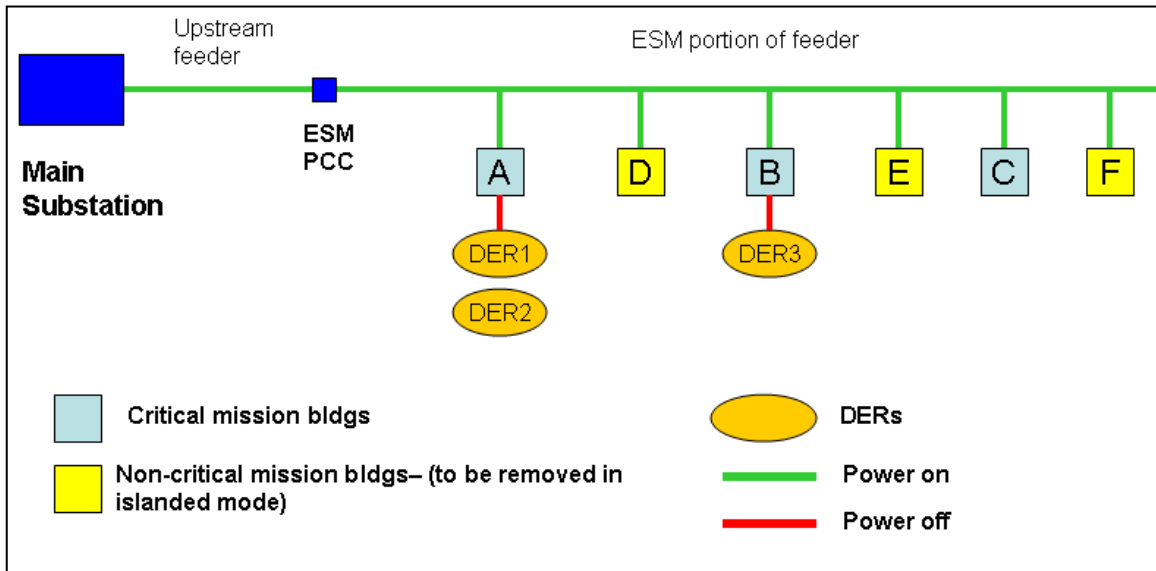 Upstream
feeder
ESM portion of feeder
ESM
PCC
Main
Substation
A
D
B
E
C
F
DER1
DER3
DER2
Critical mission bldgs
DERs
Non-critical mission bldgs– (to be removed in
islanded mode)
Power on
Power off